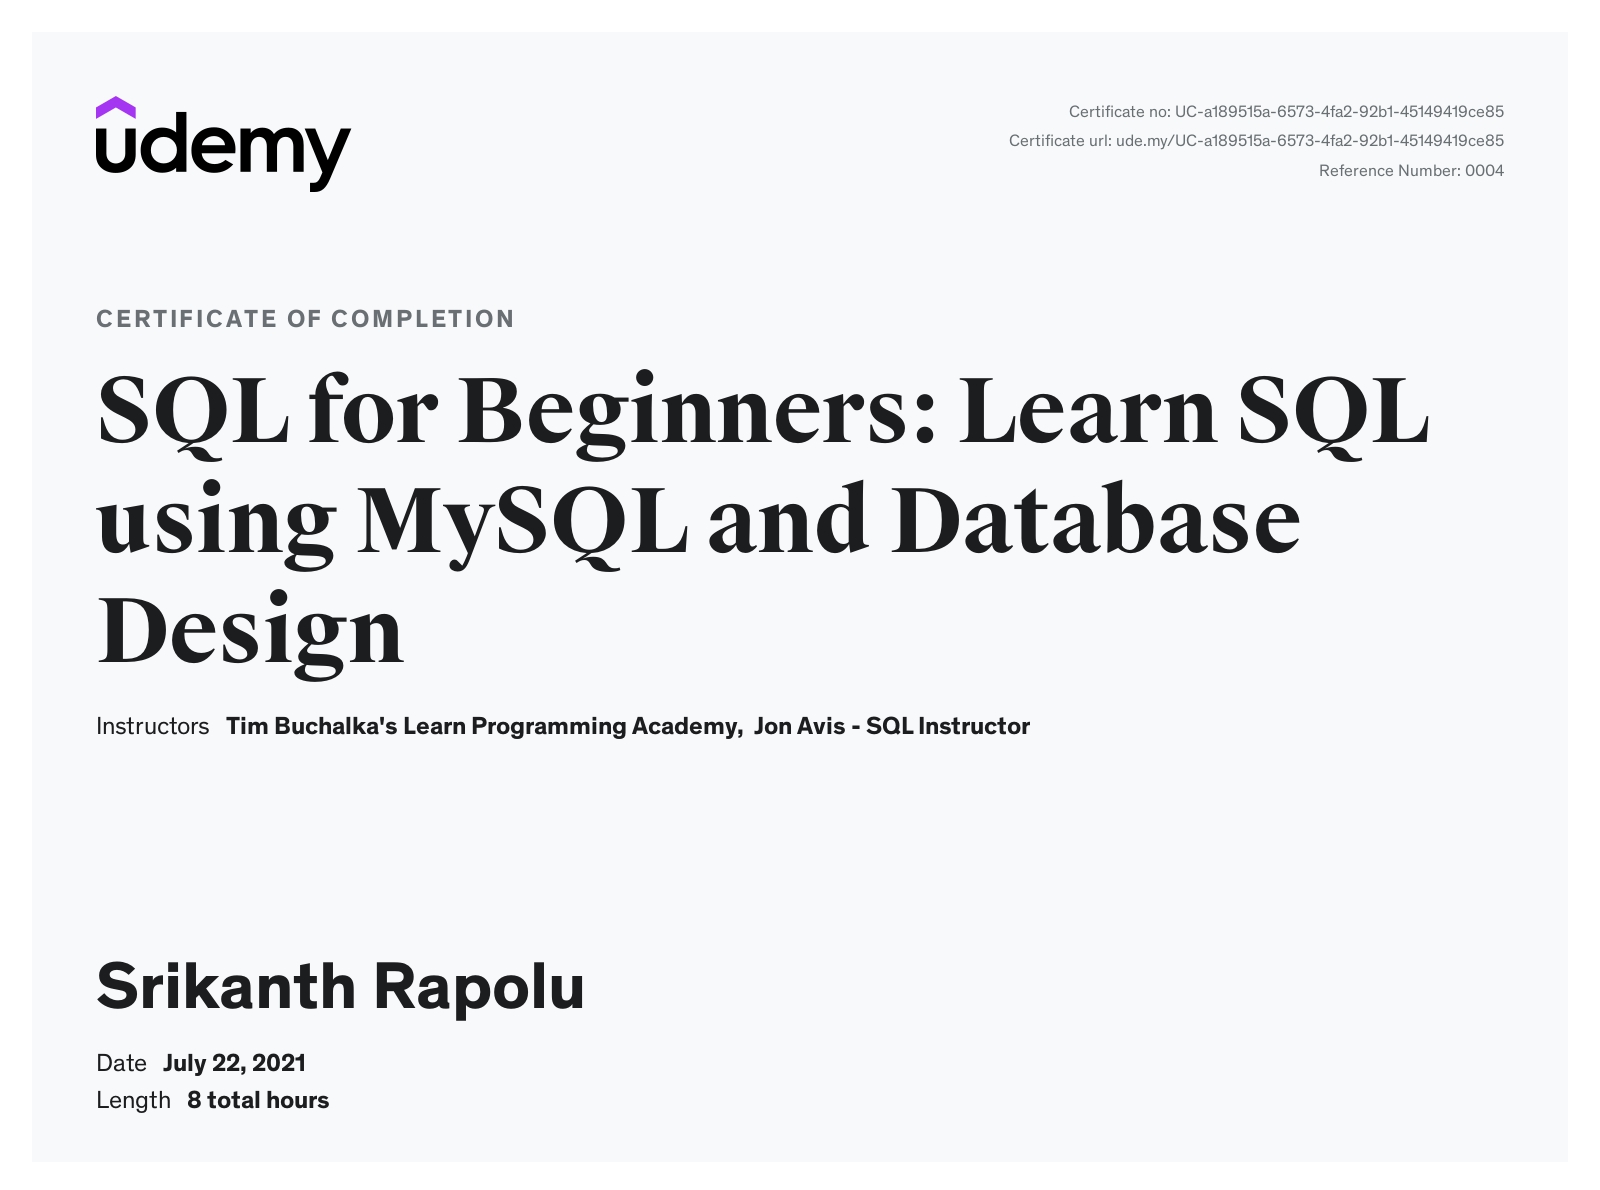 udemy
Certificate no: UC-a189515a-6573-4fa2-92b1-45149419ce85
Certificate url: ude.my/UC-a189515a-6573-4fa2-92b1-45149419ce85
Reference Number: 0004
CERTIFICATE OF COMPLETION
SQL for Beginners: Learn SQL
using MySQL and Database
Design
Instructors Tim Buchalka's Learn Programming Academy, Jon Avis - SQL Instructor
Srikanth Rapolu
Date July 22, 2021
Length 8 total hours